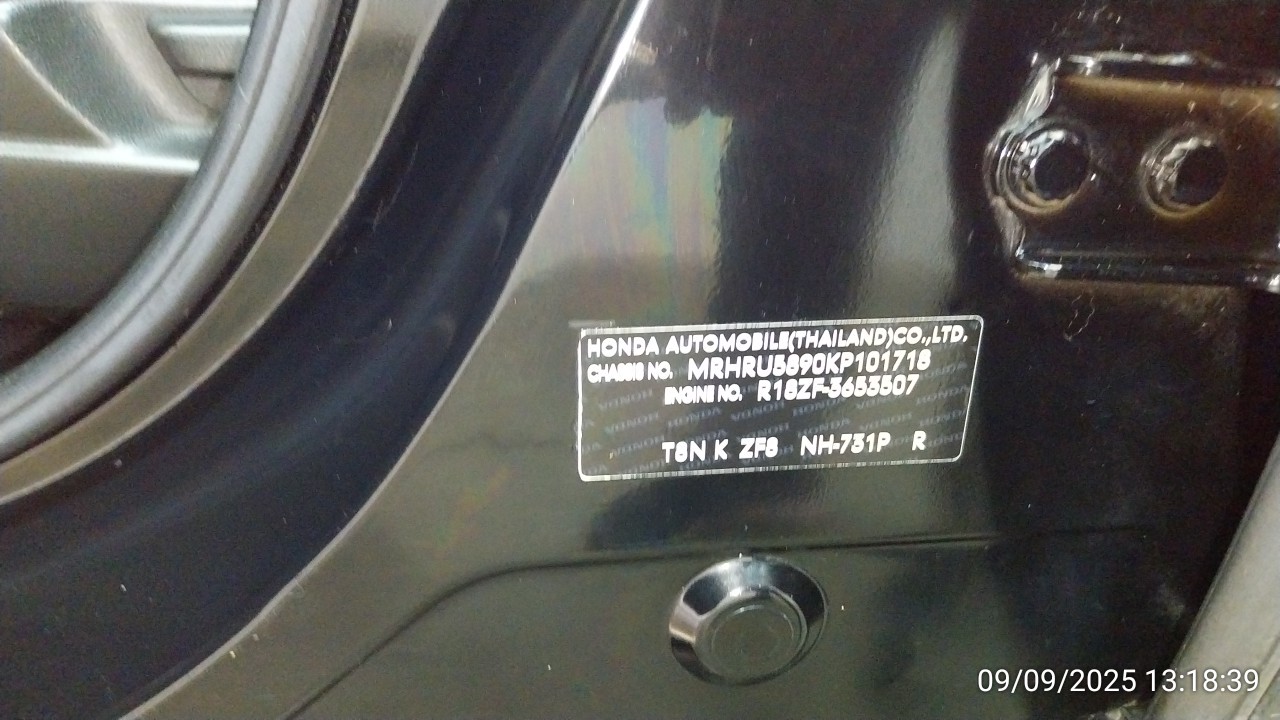 HONDA AUTOMOBILE(THAILAND)CO.,LTD.
CHASSIS NO. MRHRU5890KP101718
ENGINE NO. R18ZF-3653507
T8N K ZF8 NH-731P R
09/09/2025 13:18:39